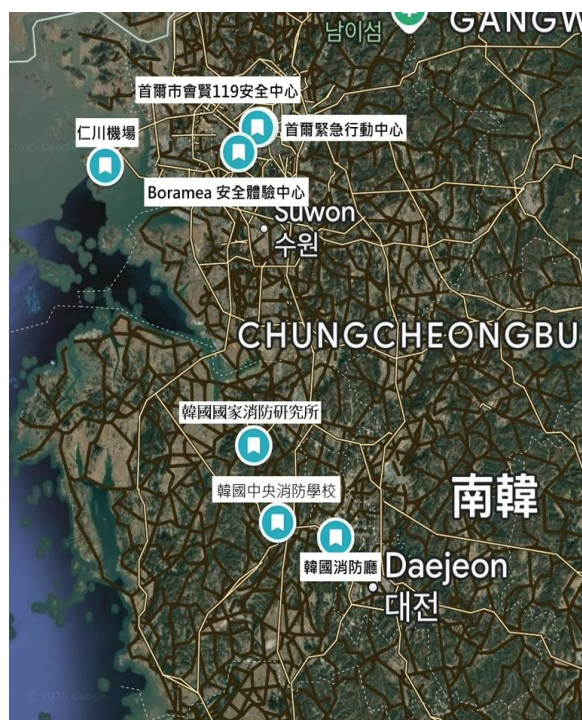 남이섬
GANGW
首爾市會賢119安全中心
仁川機場
首爾緊急行動中心
Boramea 安全體驗中心
Suwon
수원
CHUNGCHEONGBU
韓國國家消防研究所
韓國中央消防學校
南韓
韓國消防廳
Daejeon
대전
© 2025 Google